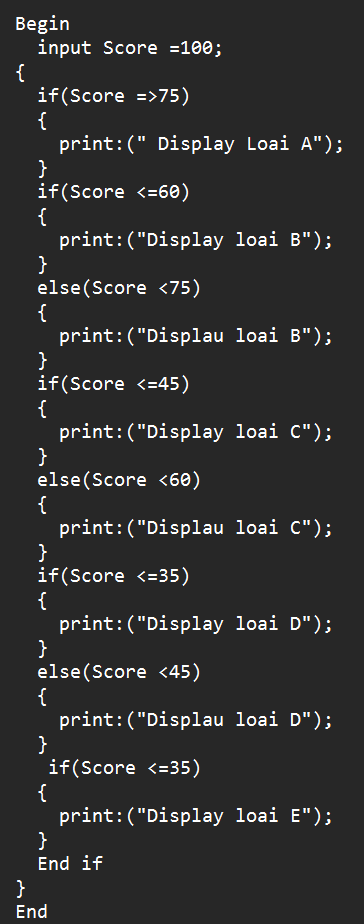 Begin
input Score =100;
{
if(Score =>75)
{
print:(" Display Loai A");
}
if(Score <=60)
{
print:("Display loai B");
}
else(Score <75)
{
print:("Displau loai B");
}
if(Score <=45)
{
print:("Display loai C");
}
else(Score <60)
{
print:("Displau loai C");
}
if(Score <=35)
{
print:("Display loai D");
}
else(Score <45)
{
print:("Displau loai D");
}
if(Score <=35)
{
print:("Display loai E");
}
End if
}
End